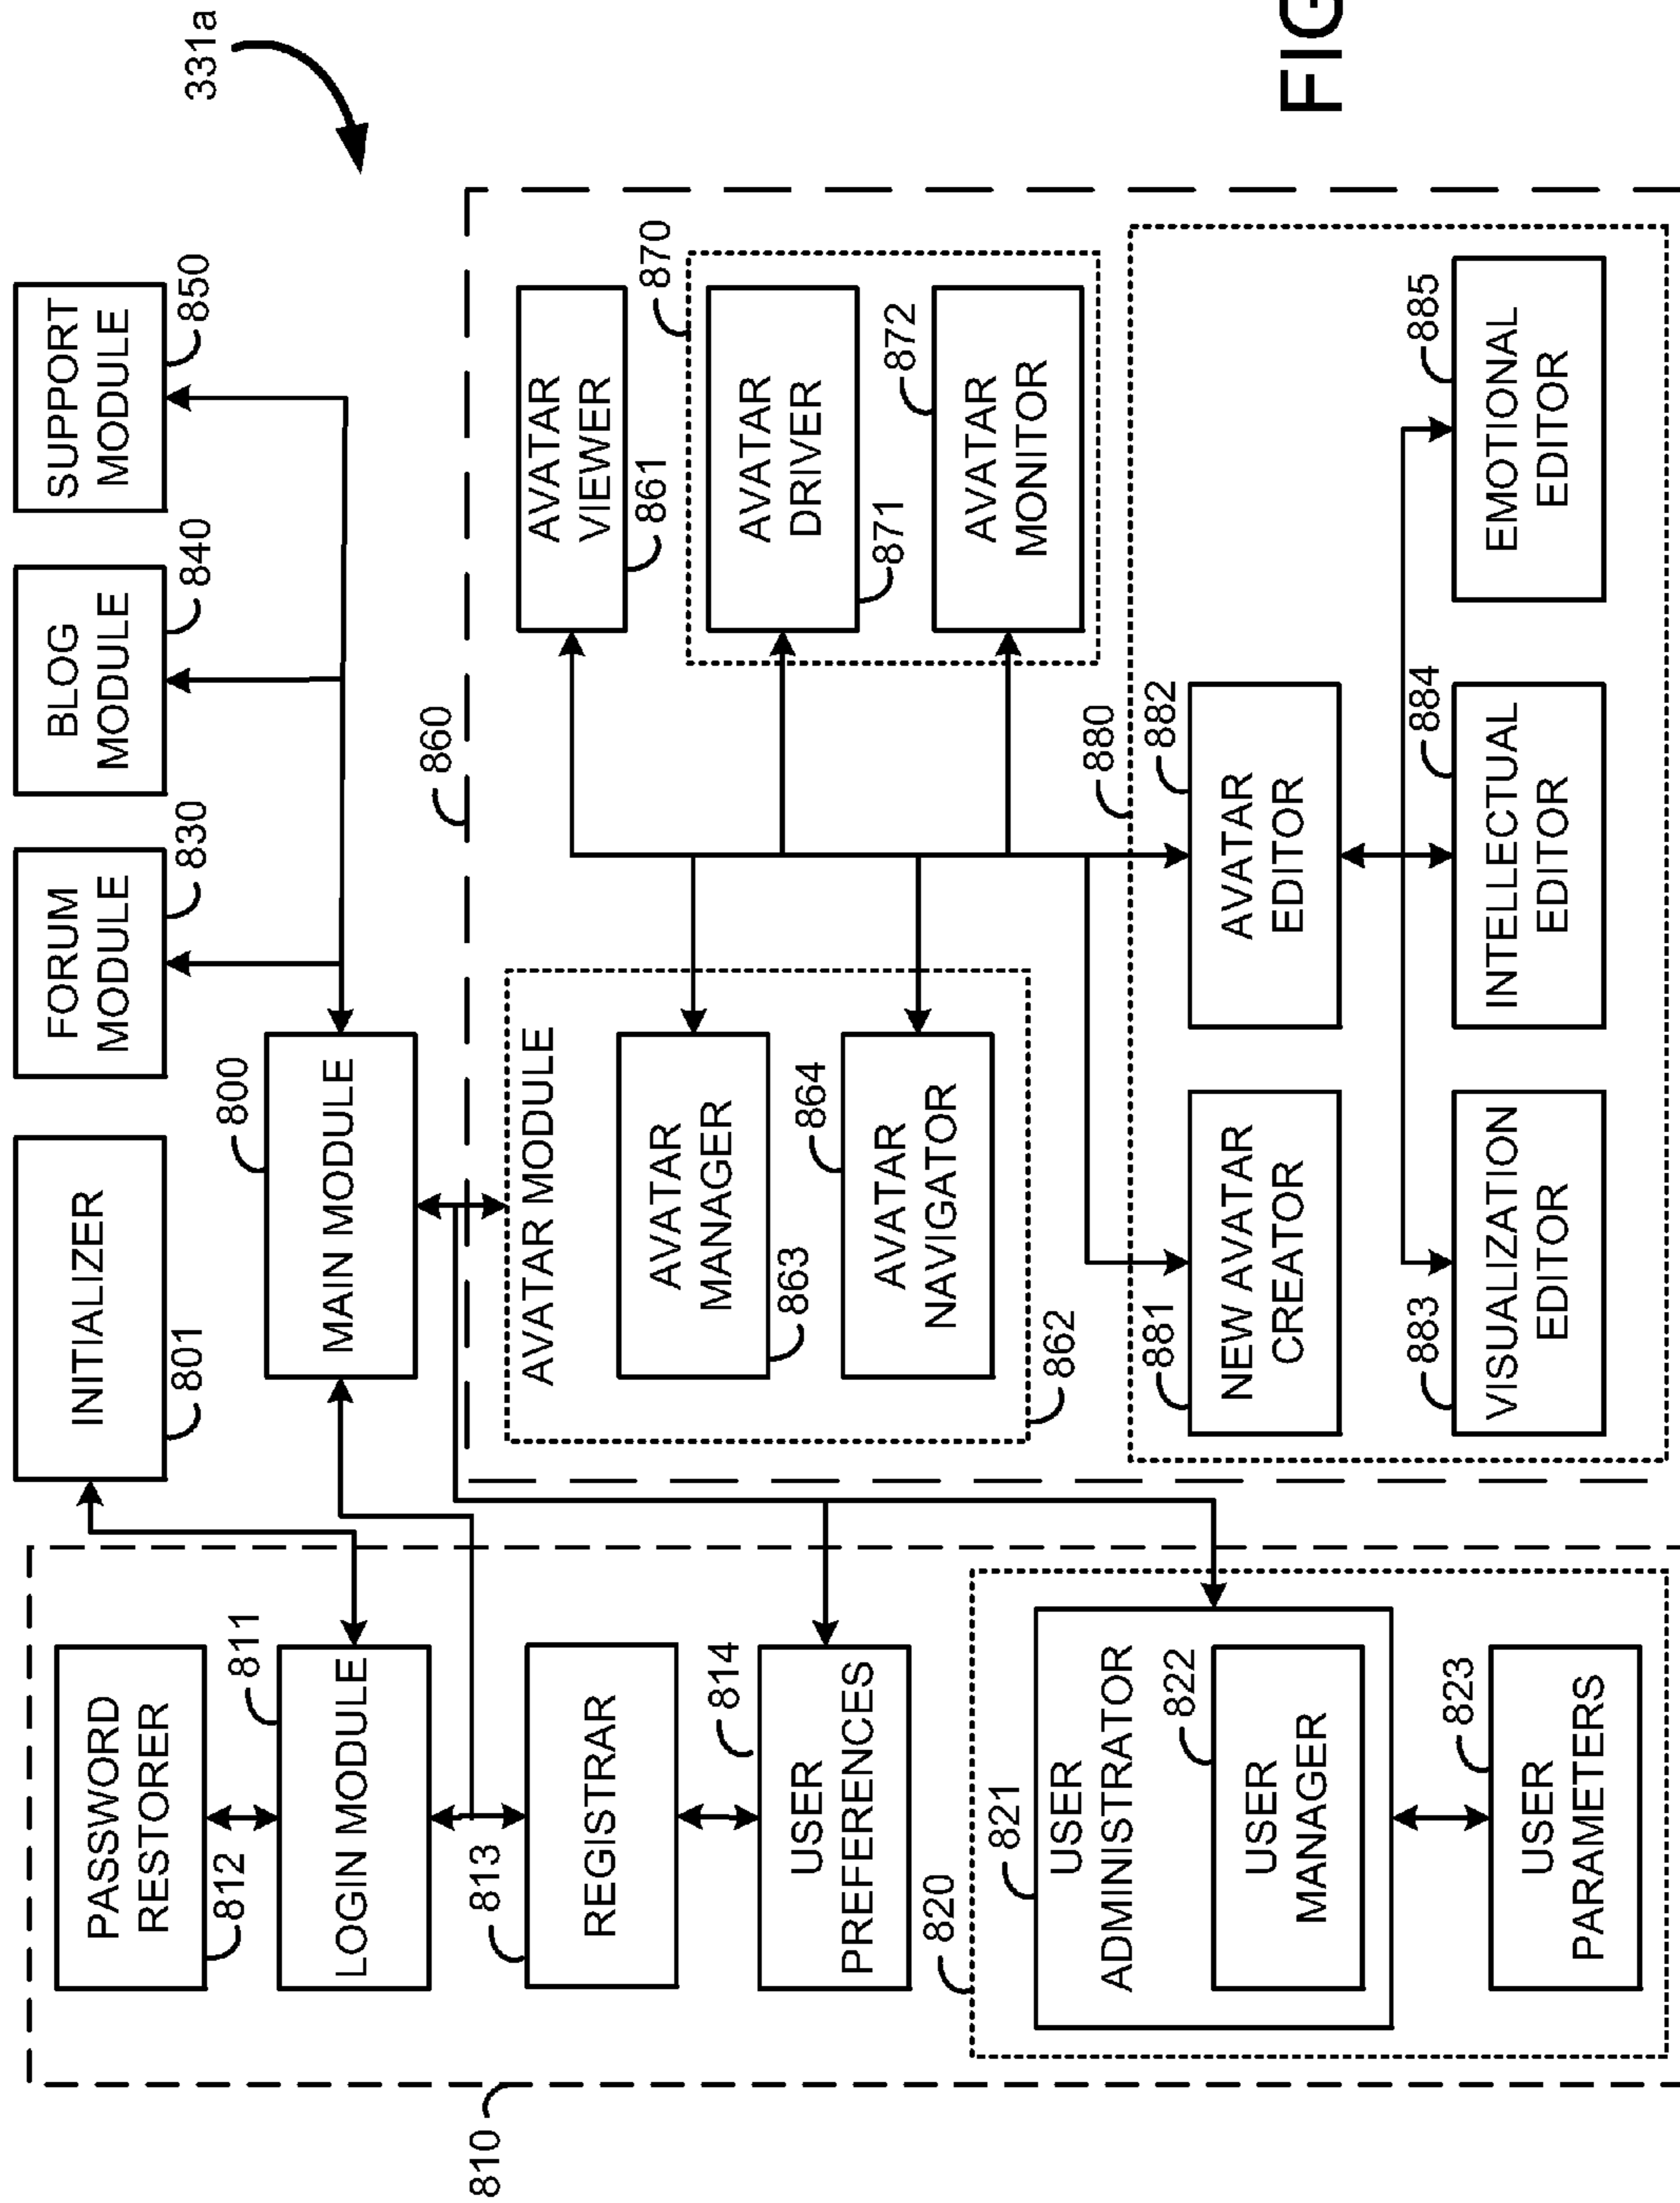 331a
PASSWORD
RESTORER
812
LOGIN MODULE
811
813
REGISTRAR
814
USER
PREFERENCES
810
820
821
USER
ADMINISTRATOR
822
USER
MANAGER
823
USER
PARAMETERS
INITIALIZER
801
FORUM
MODULE
830
BLOG
MODULE
840
SUPPORT
MODULE
850
800
MAIN MODULE
860
AVATAR MODULE
AVATAR
MANAGER
863
864
AVATAR
NAVIGATOR
862
AVATAR
VIEWER
861
870
AVATAR
DRIVER
871
872
AVATAR
MONITOR
880
881
NEW AVATAR
CREATOR
882
AVATAR
EDITOR
883
VISUALIZATION
EDITOR
884
INTELLECTUAL
EDITOR
885
EMOTIONAL
EDITOR
FIG